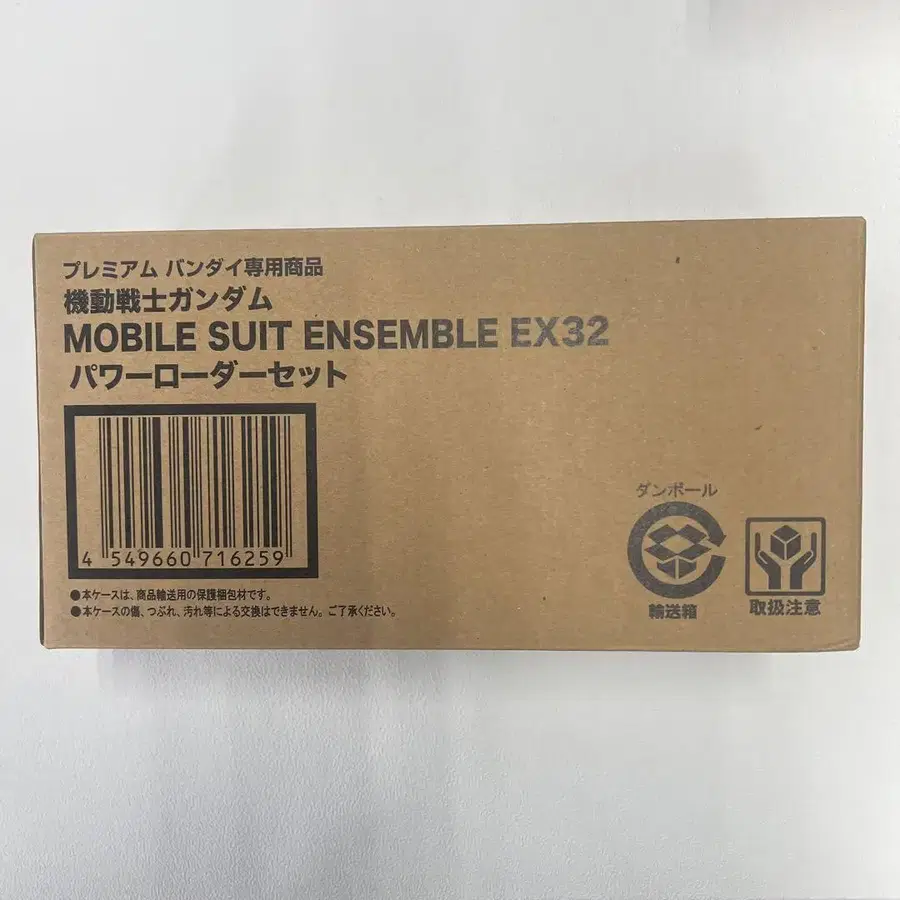 プレミアム バンダイ専用商品
機動戦士ガンダム
MOBILE SUIT ENSEMBLE EX32
パワーローダーセット
4 549660 716259
●本ケースは、商品輸送用の保護梱包材です。
●本ケースの傷、つぶれ、汚れ等による交換はできません。ご了承ください。
ダンボール
輸送箱
取扱注意